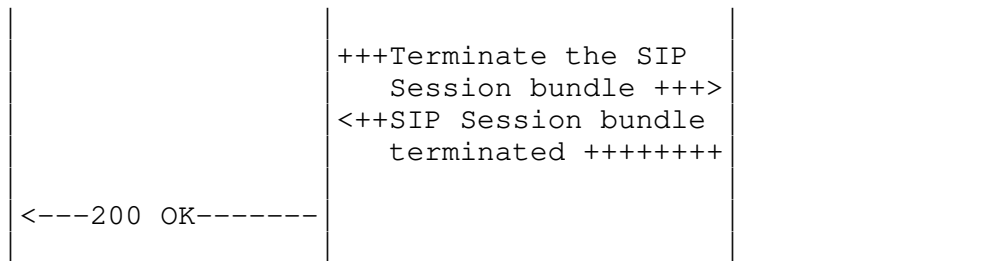 +++Terminate the SIP
Session bundle +++>
<++SIP Session bundle
terminated ++++++++
<---200 OK-------